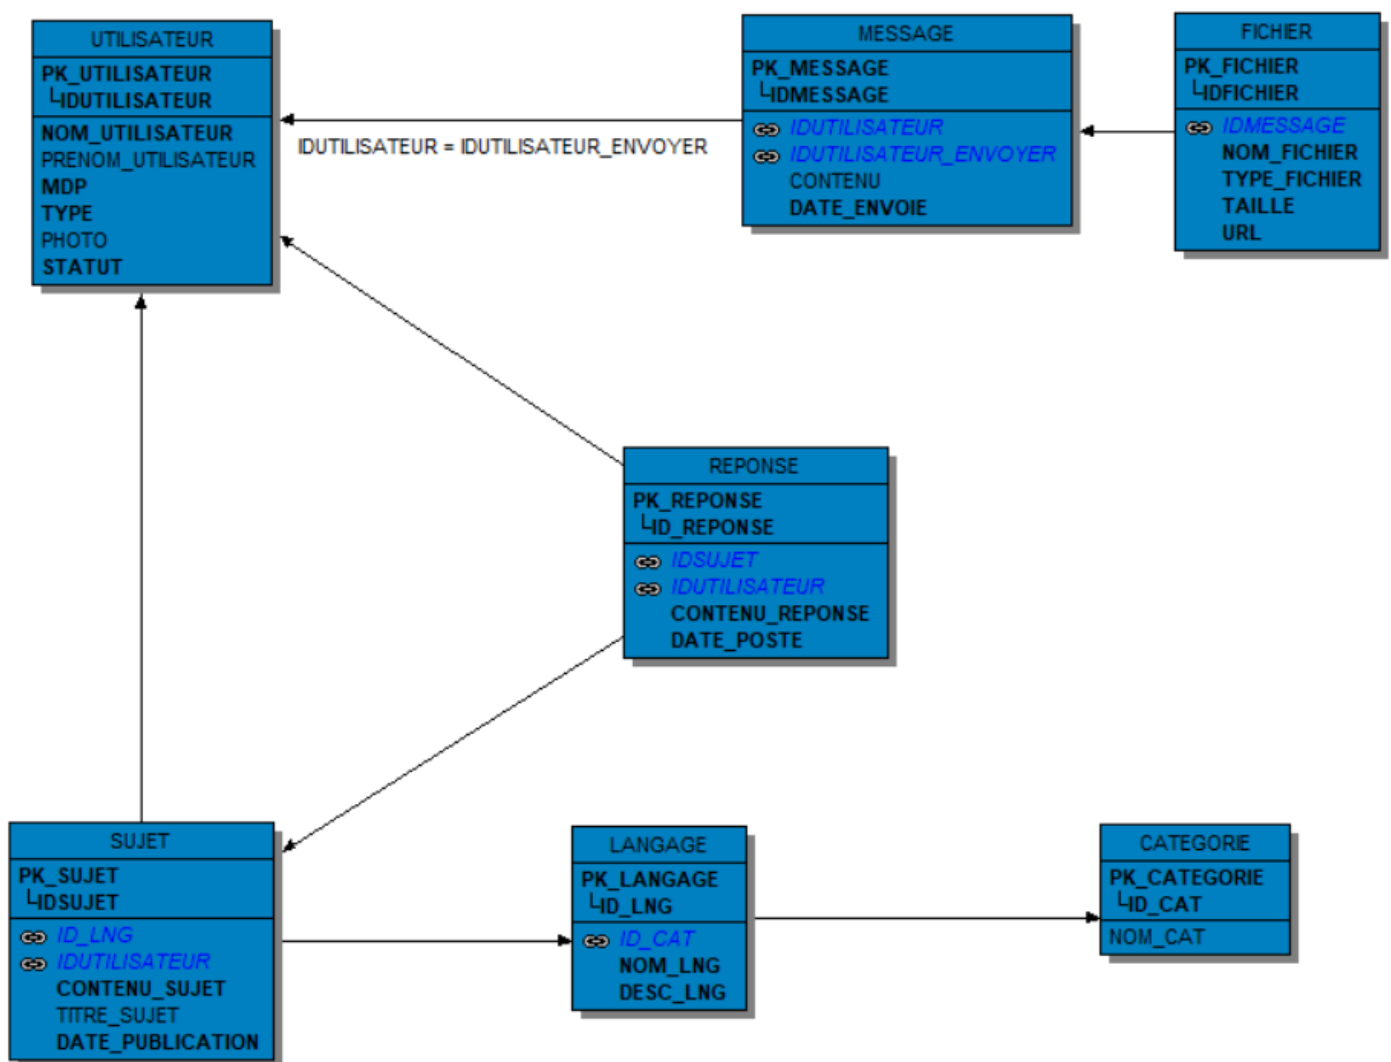 UTILISATEUR
PK_UTILISATEUR
IDUTILISATEUR
NOM_UTILISATEUR
PRENOM_UTILISATEUR
MDP
TYPE
PHOTO
STATUT
IDUTILISATEUR = IDUTILISATEUR_ENVOYER
MESSAGE
PK_MESSAGE
IDMESSAGE
IDUTILISATEUR
IDUTILISATEUR_ENVOYER
CONTENU
DATE_ENVOIE
FICHIER
PK_FICHIER
IDFICHIER
IDMESSAGE
NOM_FICHIER
TYPE_FICHIER
TAILLE
URL
REPONSE
PK_REPONSE
ID_REPONSE
IDSUJET
IDUTILISATEUR
CONTENU_REPONSE
DATE_POSTE
SUJET
PK_SUJET
IDSUJET
ID_LNG
IDUTILISATEUR
CONTENU_SUJET
TITRE_SUJET
DATE_PUBLICATION
LANGAGE
PK_LANGAGE
ID_LNG
ID_CAT
NOM_LNG
DESC_LNG
CATEGORIE
PK_CATEGORIE
ID_CAT
NOM_CAT